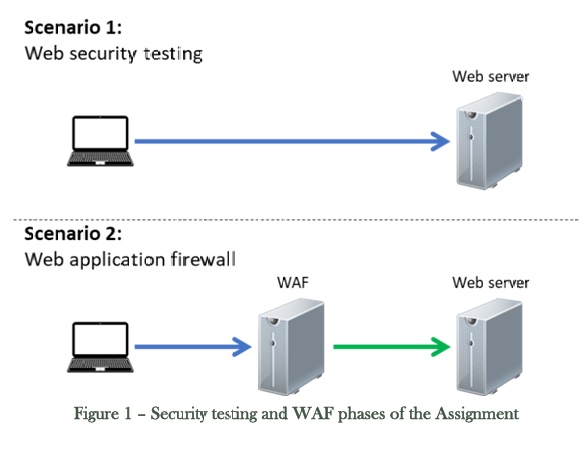 Scenario 1:
Web security testing
Web server
Scenario 2:
Web application firewall
WAF
Web server
Figure 1 – Security testing and WAF phases of the Assignment